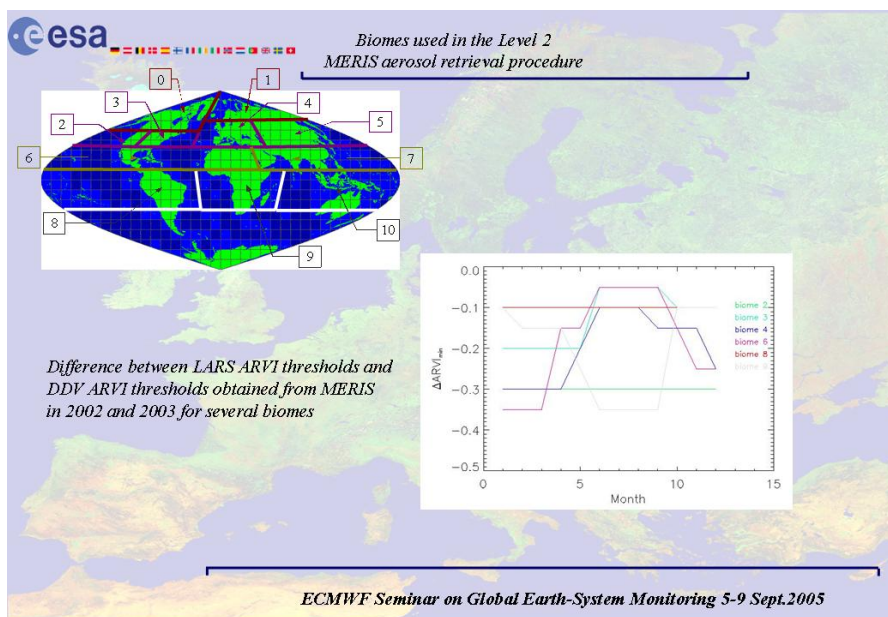 esa
Biomes used in the Level 2
MERIS aerosol retrieval procedure
0
1
3
4
2
5
6
7
8
9
10
Difference between LARS ARVI thresholds and
DDV ARVI thresholds obtained from MERIS
in 2002 and 2003 for several biomes
0.0
-0.1
-0.2
-0.3
-0.4
-0.5
ΔARVImin
0
5
10
15
Month
biome 2
biome 3
biome 4
biome 6
biome 8
ECMWF Seminar on Global Earth-System Monitoring 5-9 Sept.2005